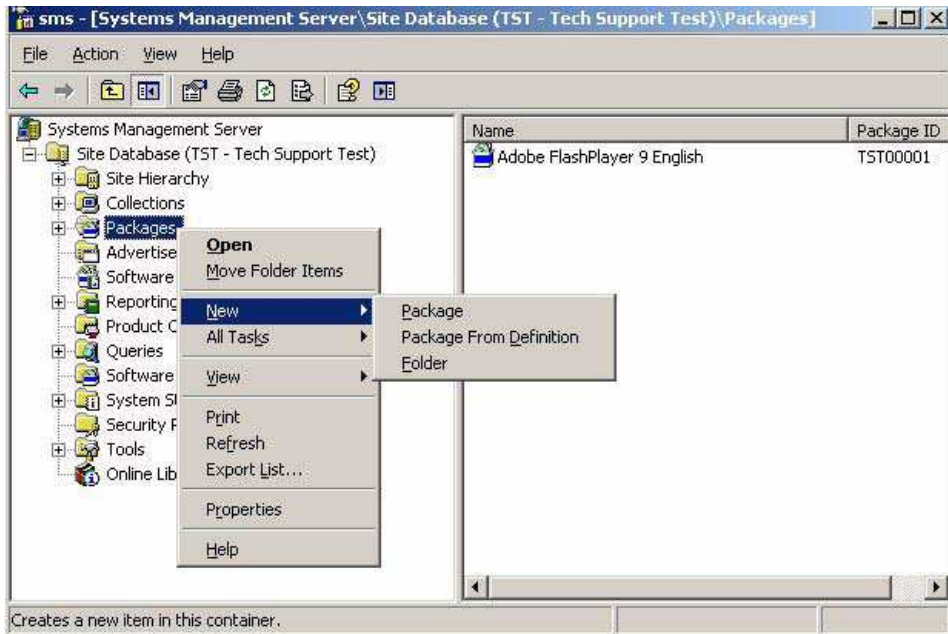 sms - [Systems Management Server\Site Database (TST - Tech Support Test)\Packages]
File Action View Help
Systems Management Server
Site Database (TST - Tech Support Test)
Site Hierarchy
Collections
Packages
Advertise
Software
Reporting
Product C
Queries
Software
System S
Security
Tools
Online Lib
Open
Move Folder Items
New
All Tasks
View
Print
Refresh
Export List...
Properties
Help
Package
Package From Definition
Folder
Name Package ID
Adobe FlashPlayer 9 English TST00001
Creates a new item in this container.